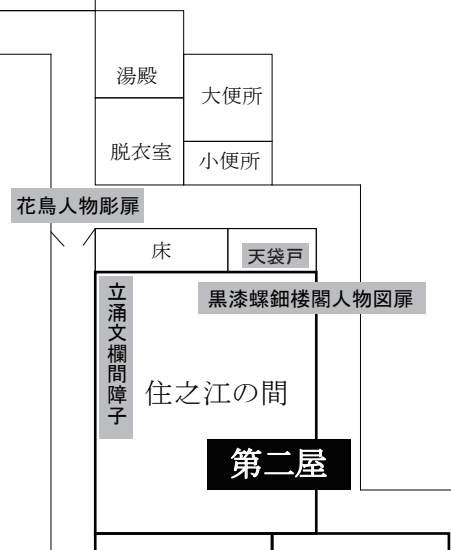 湯殿
大便所
脱衣室
小便所
花鳥人物彫扉
床
天袋戸
黒漆螺鈿楼閣人物図扉
立涌文欄間障子
住之江の間
第二屋